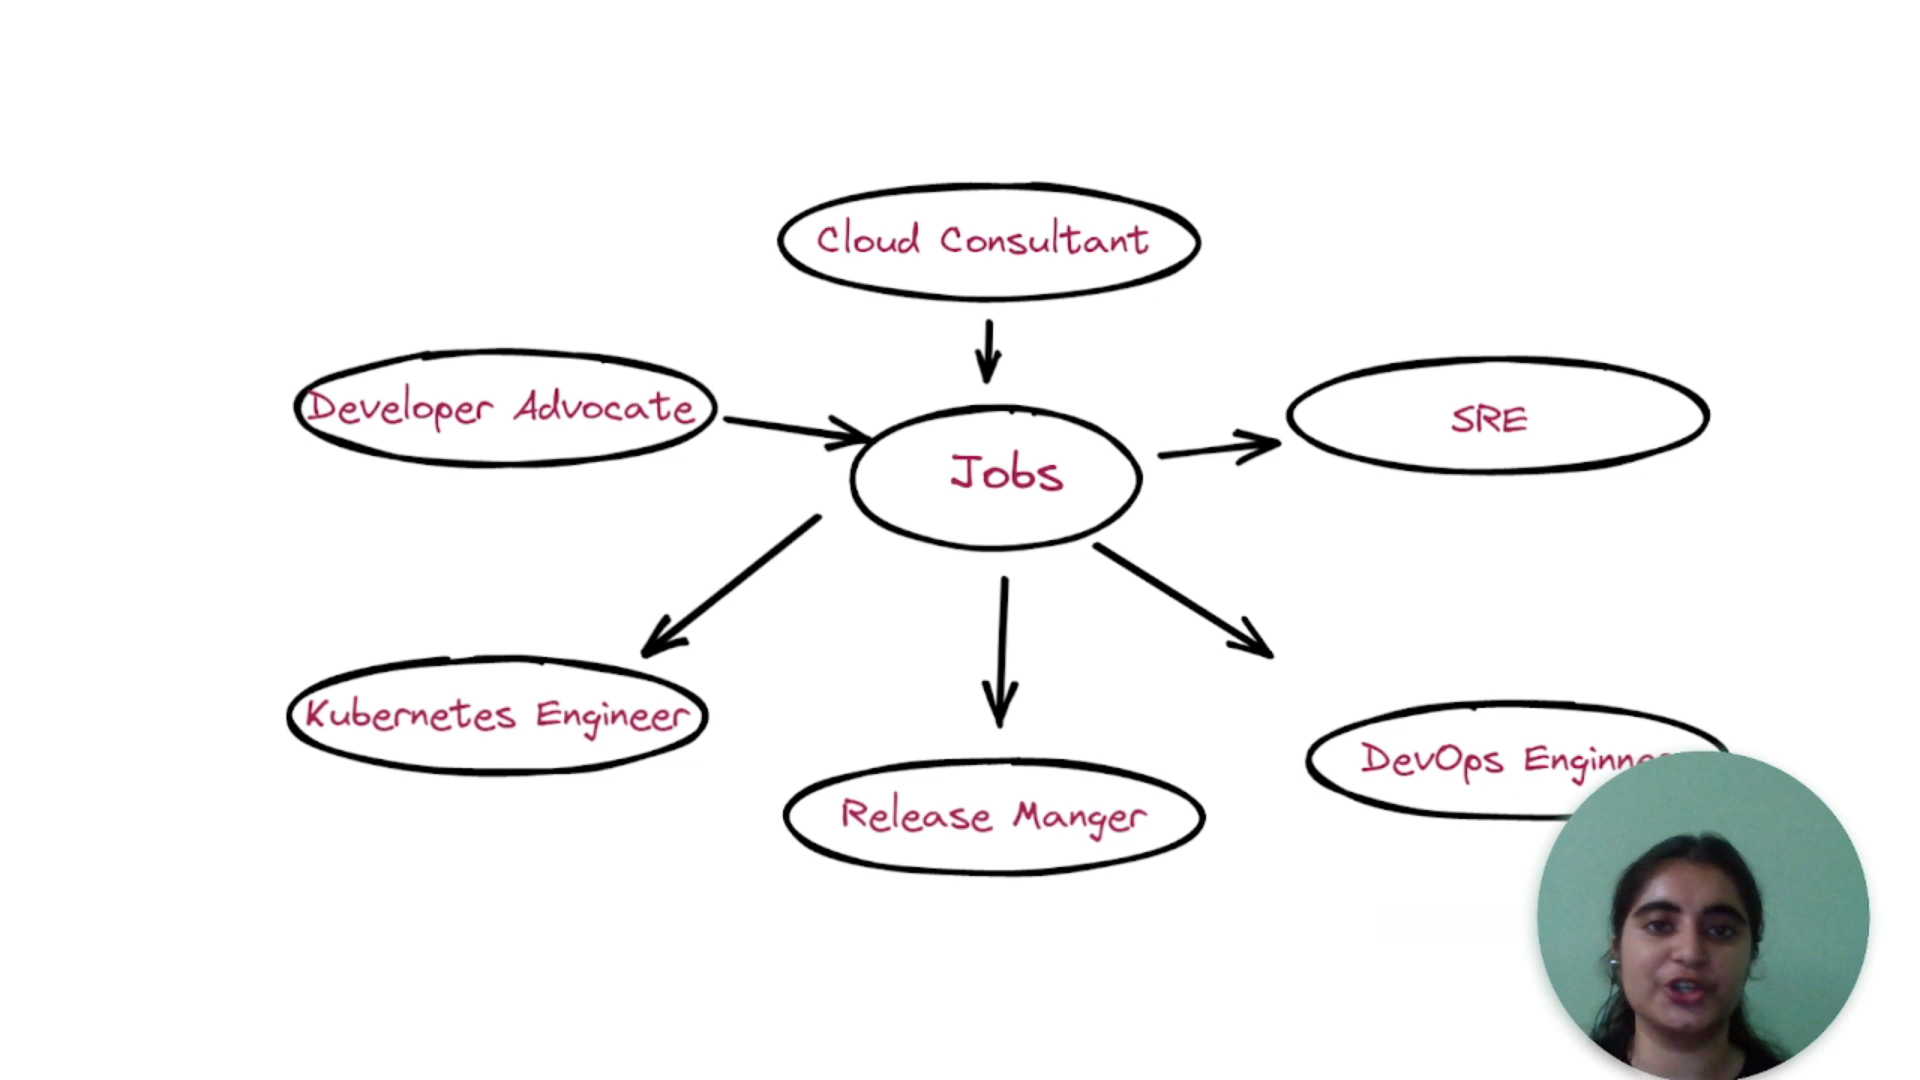 Cloud Consultant
Developer Advocate
SRE
Jobs
Kubernetes Engineer
DevOps
Release Manger